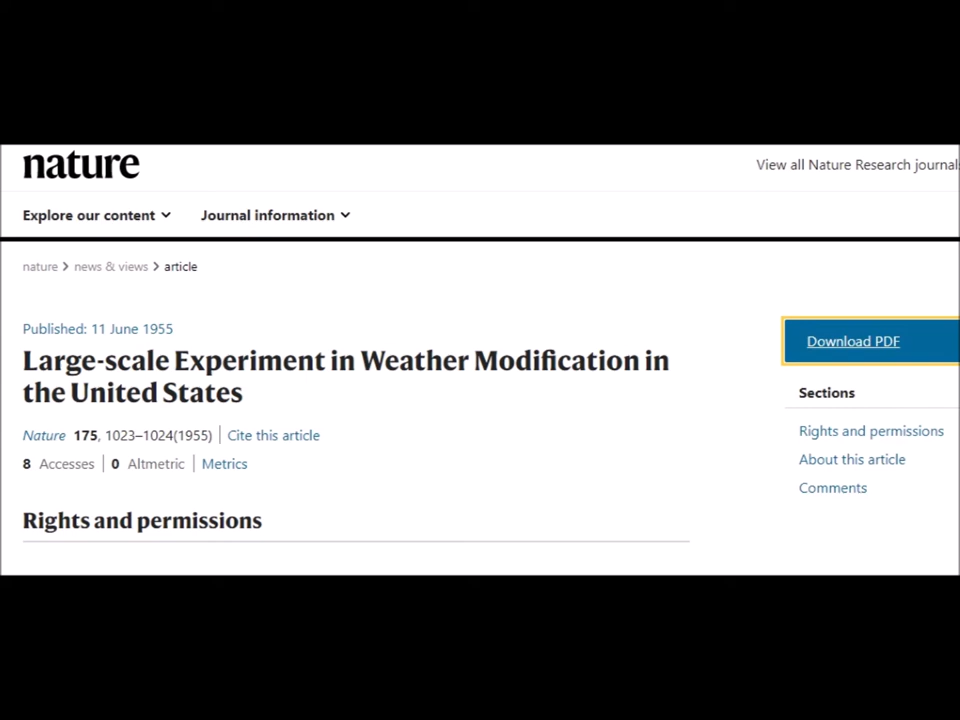 nature
View all Nature Research journals
Explore our content
Journal information
nature > news & views > article
Published: 11 June 1955
Download PDF
Large-scale Experiment in Weather Modification in
the United States
Sections
Nature 175, 1023–1024(1955) | Cite this article
Rights and permissions
8 Accesses | 0 Altmetric | Metrics
About this article
Comments
Rights and permissions